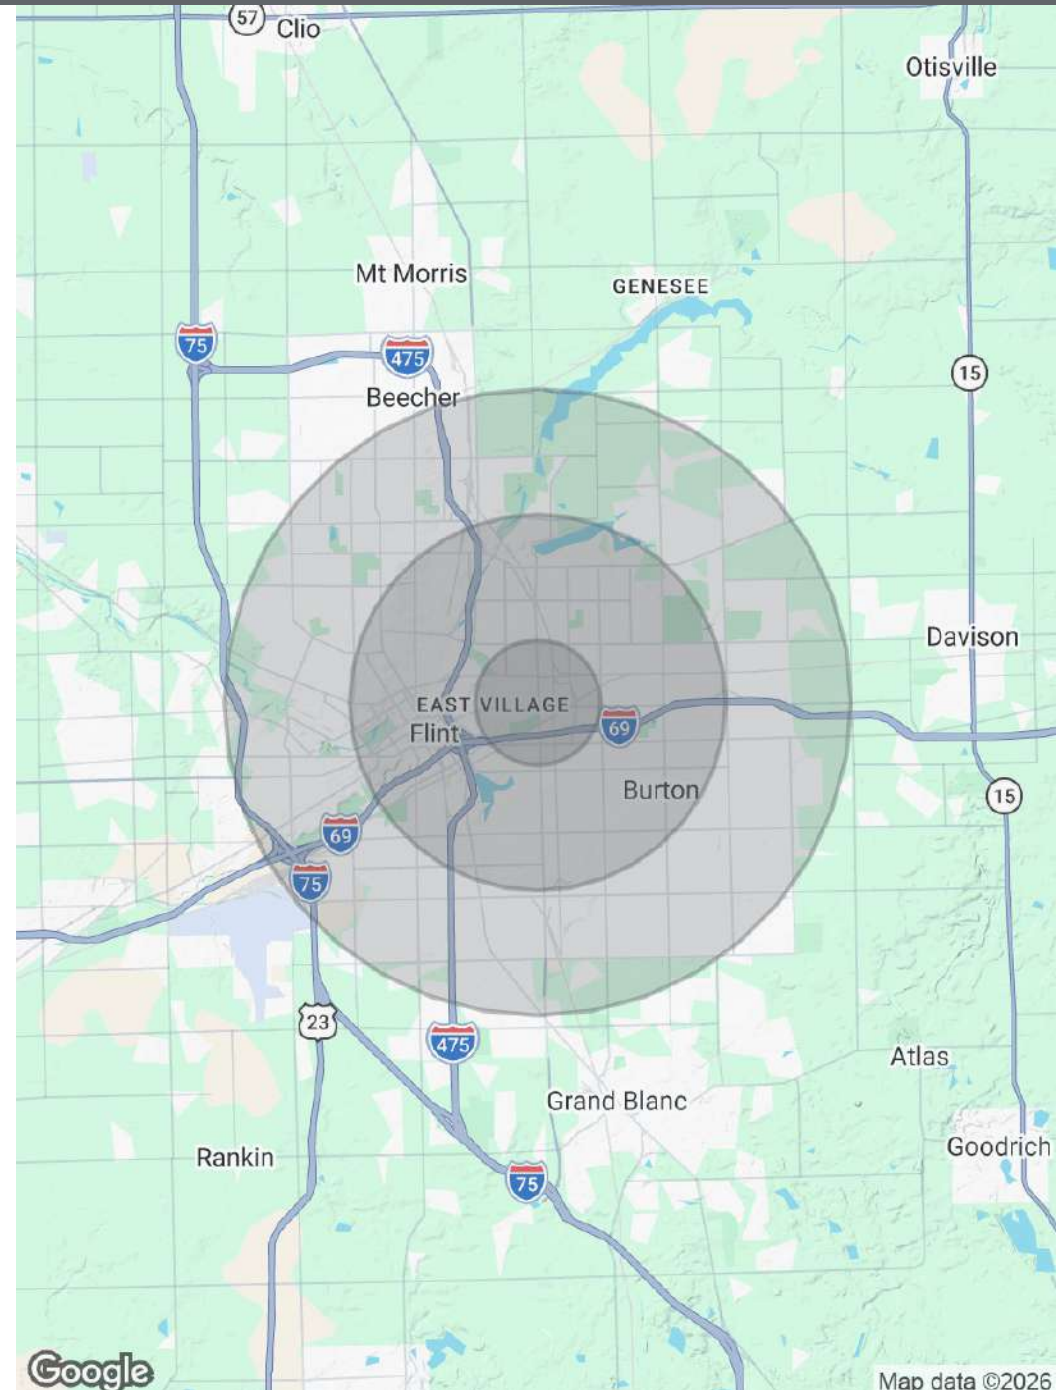 57
Clio
Otisville
Mt Morris
GENESEE
75
475
15
Beecher
Davison
EAST VILLAGE
Flint
69
Burton
15
69
75
23
475
Atlas
Grand Blanc
Goodrich
Rankin
75
Google
Map data ©2026